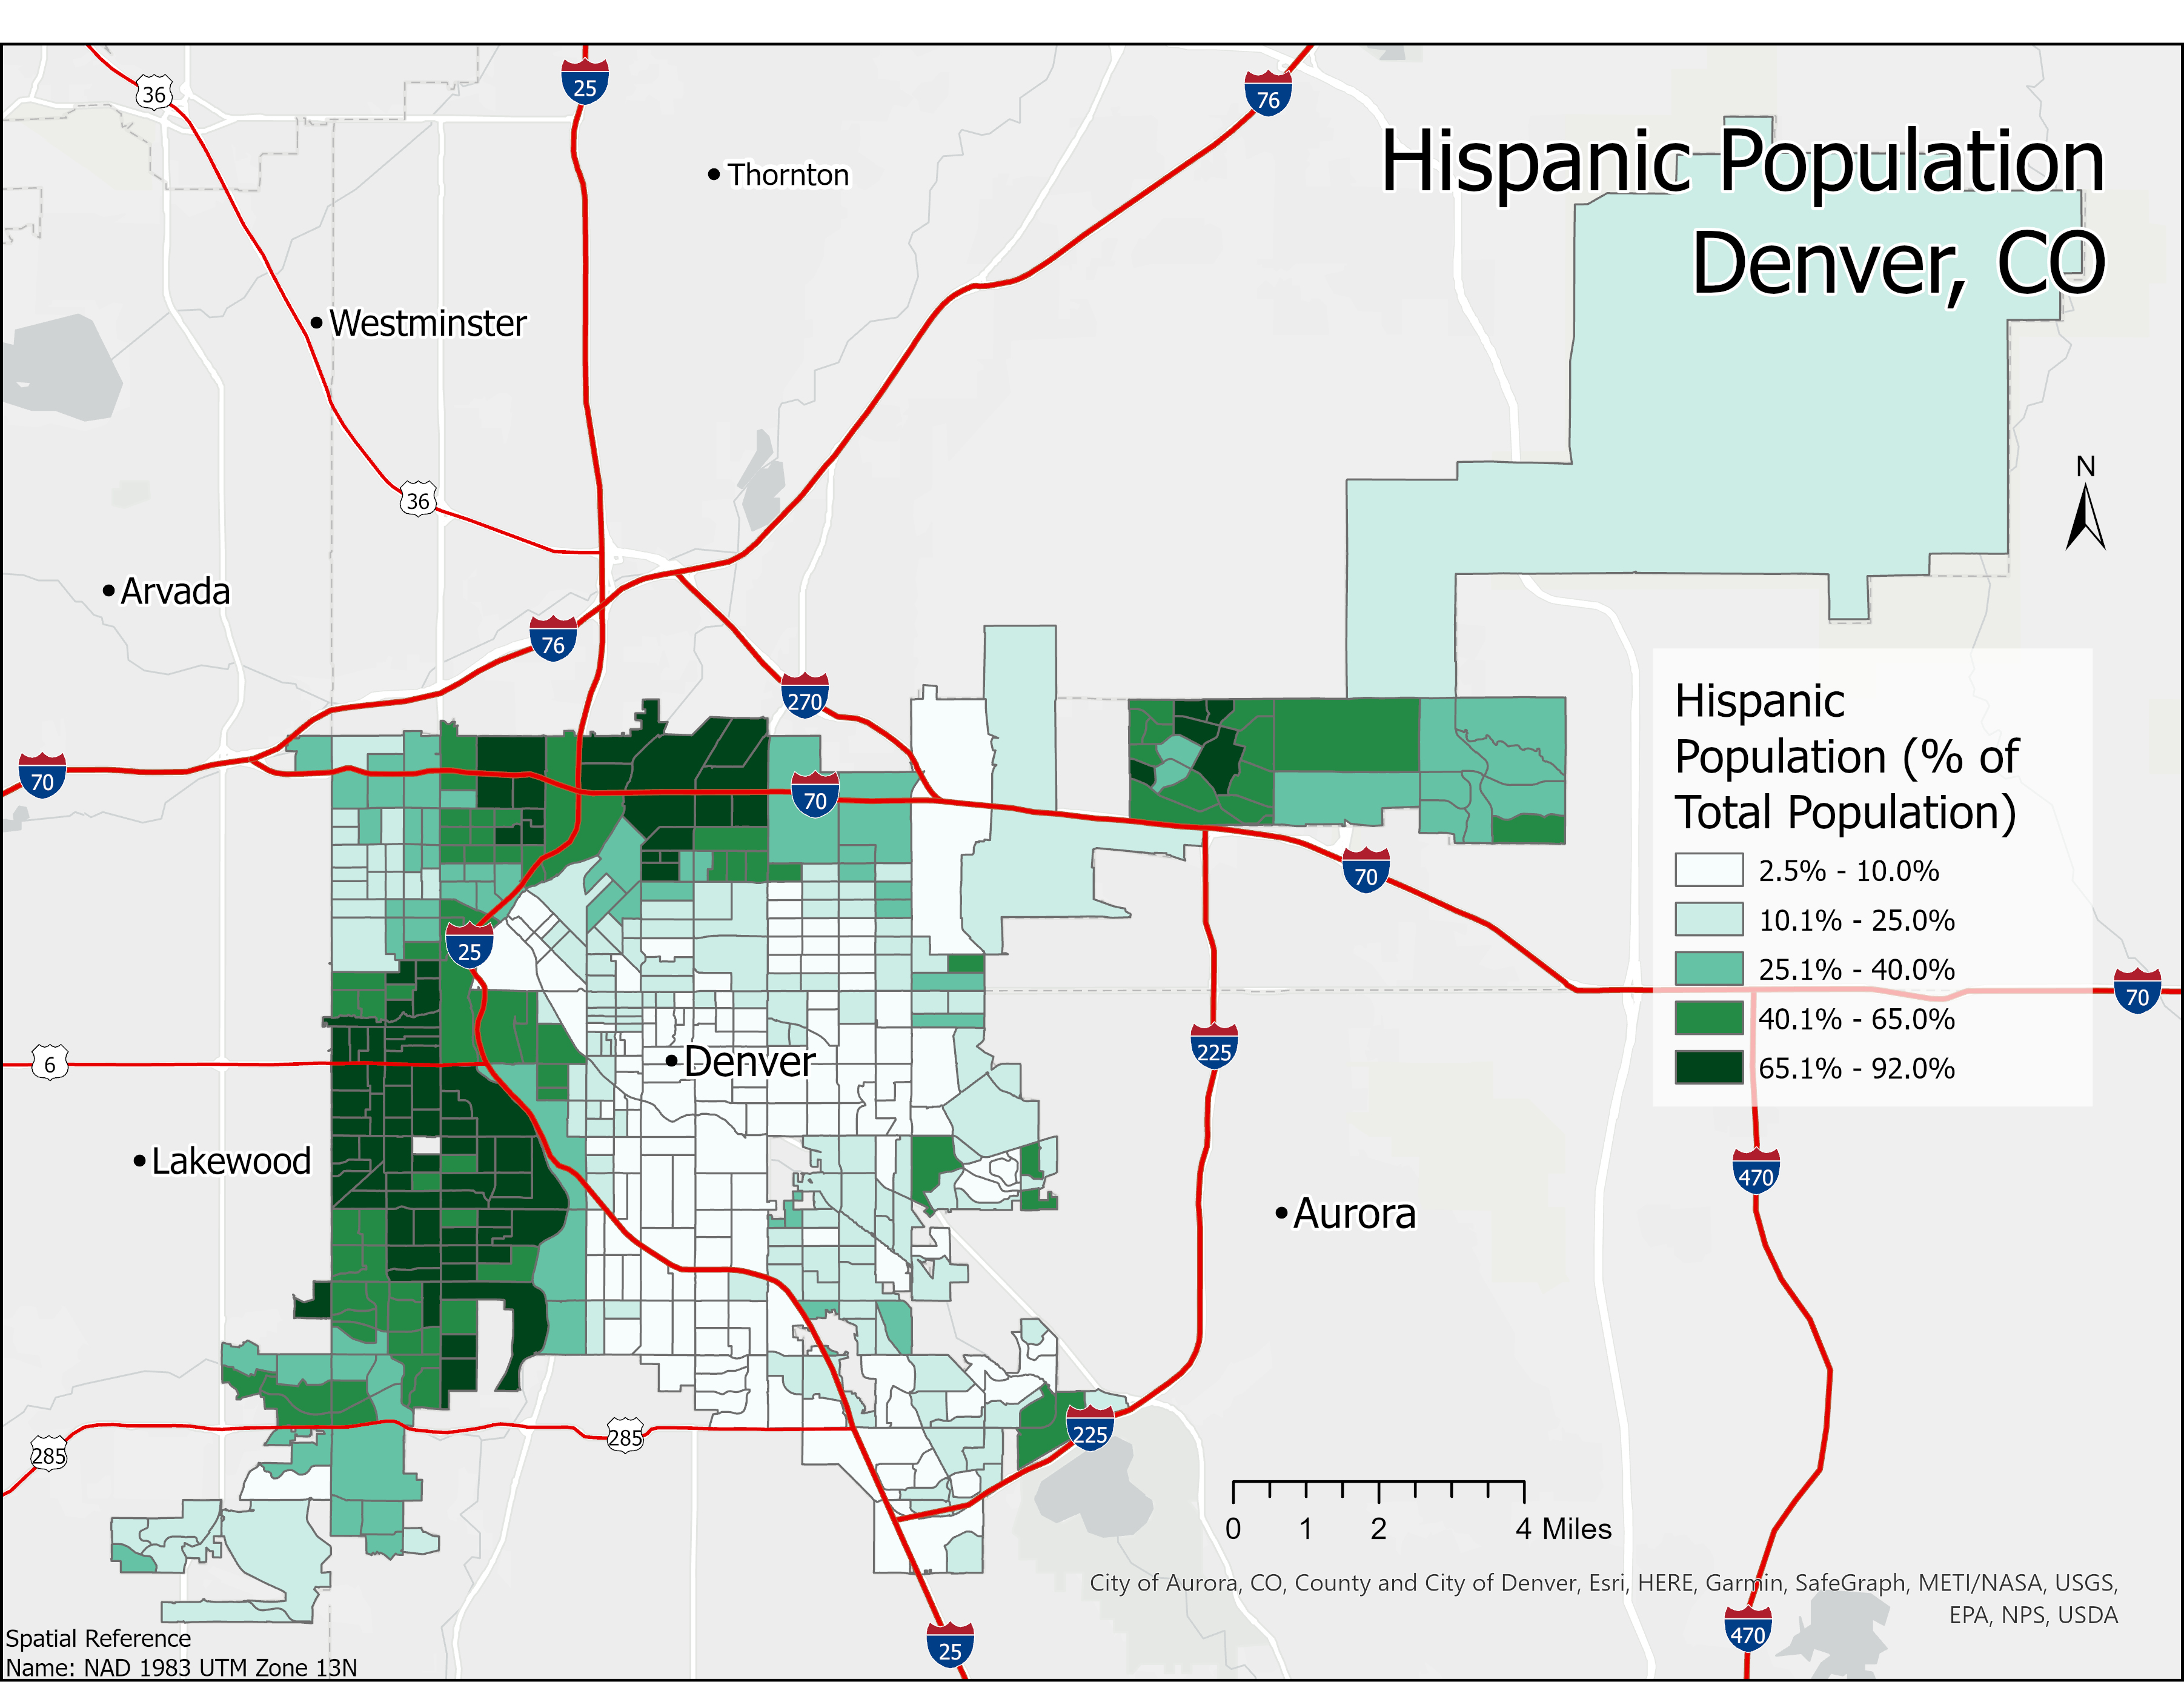 Hispanic Population
Denver, CO
36
25
76
Thornton
Westminster
N
36
Arvada
76
270
70
70
70
25
70
6
225
Denver
Lakewood
470
Aurora
285
285
225
25
470
Hispanic
Population (% of
Total Population)
2.5% - 10.0%
10.1% - 25.0%
25.1% - 40.0%
40.1% - 65.0%
65.1% - 92.0%
0 1 2 4 Miles
City of Aurora, CO, County and City of Denver, Esri, HERE, Garmin, SafeGraph, METI/NASA, USGS,
EPA, NPS, USDA
Spatial Reference
Name: NAD 1983 UTM Zone 13N